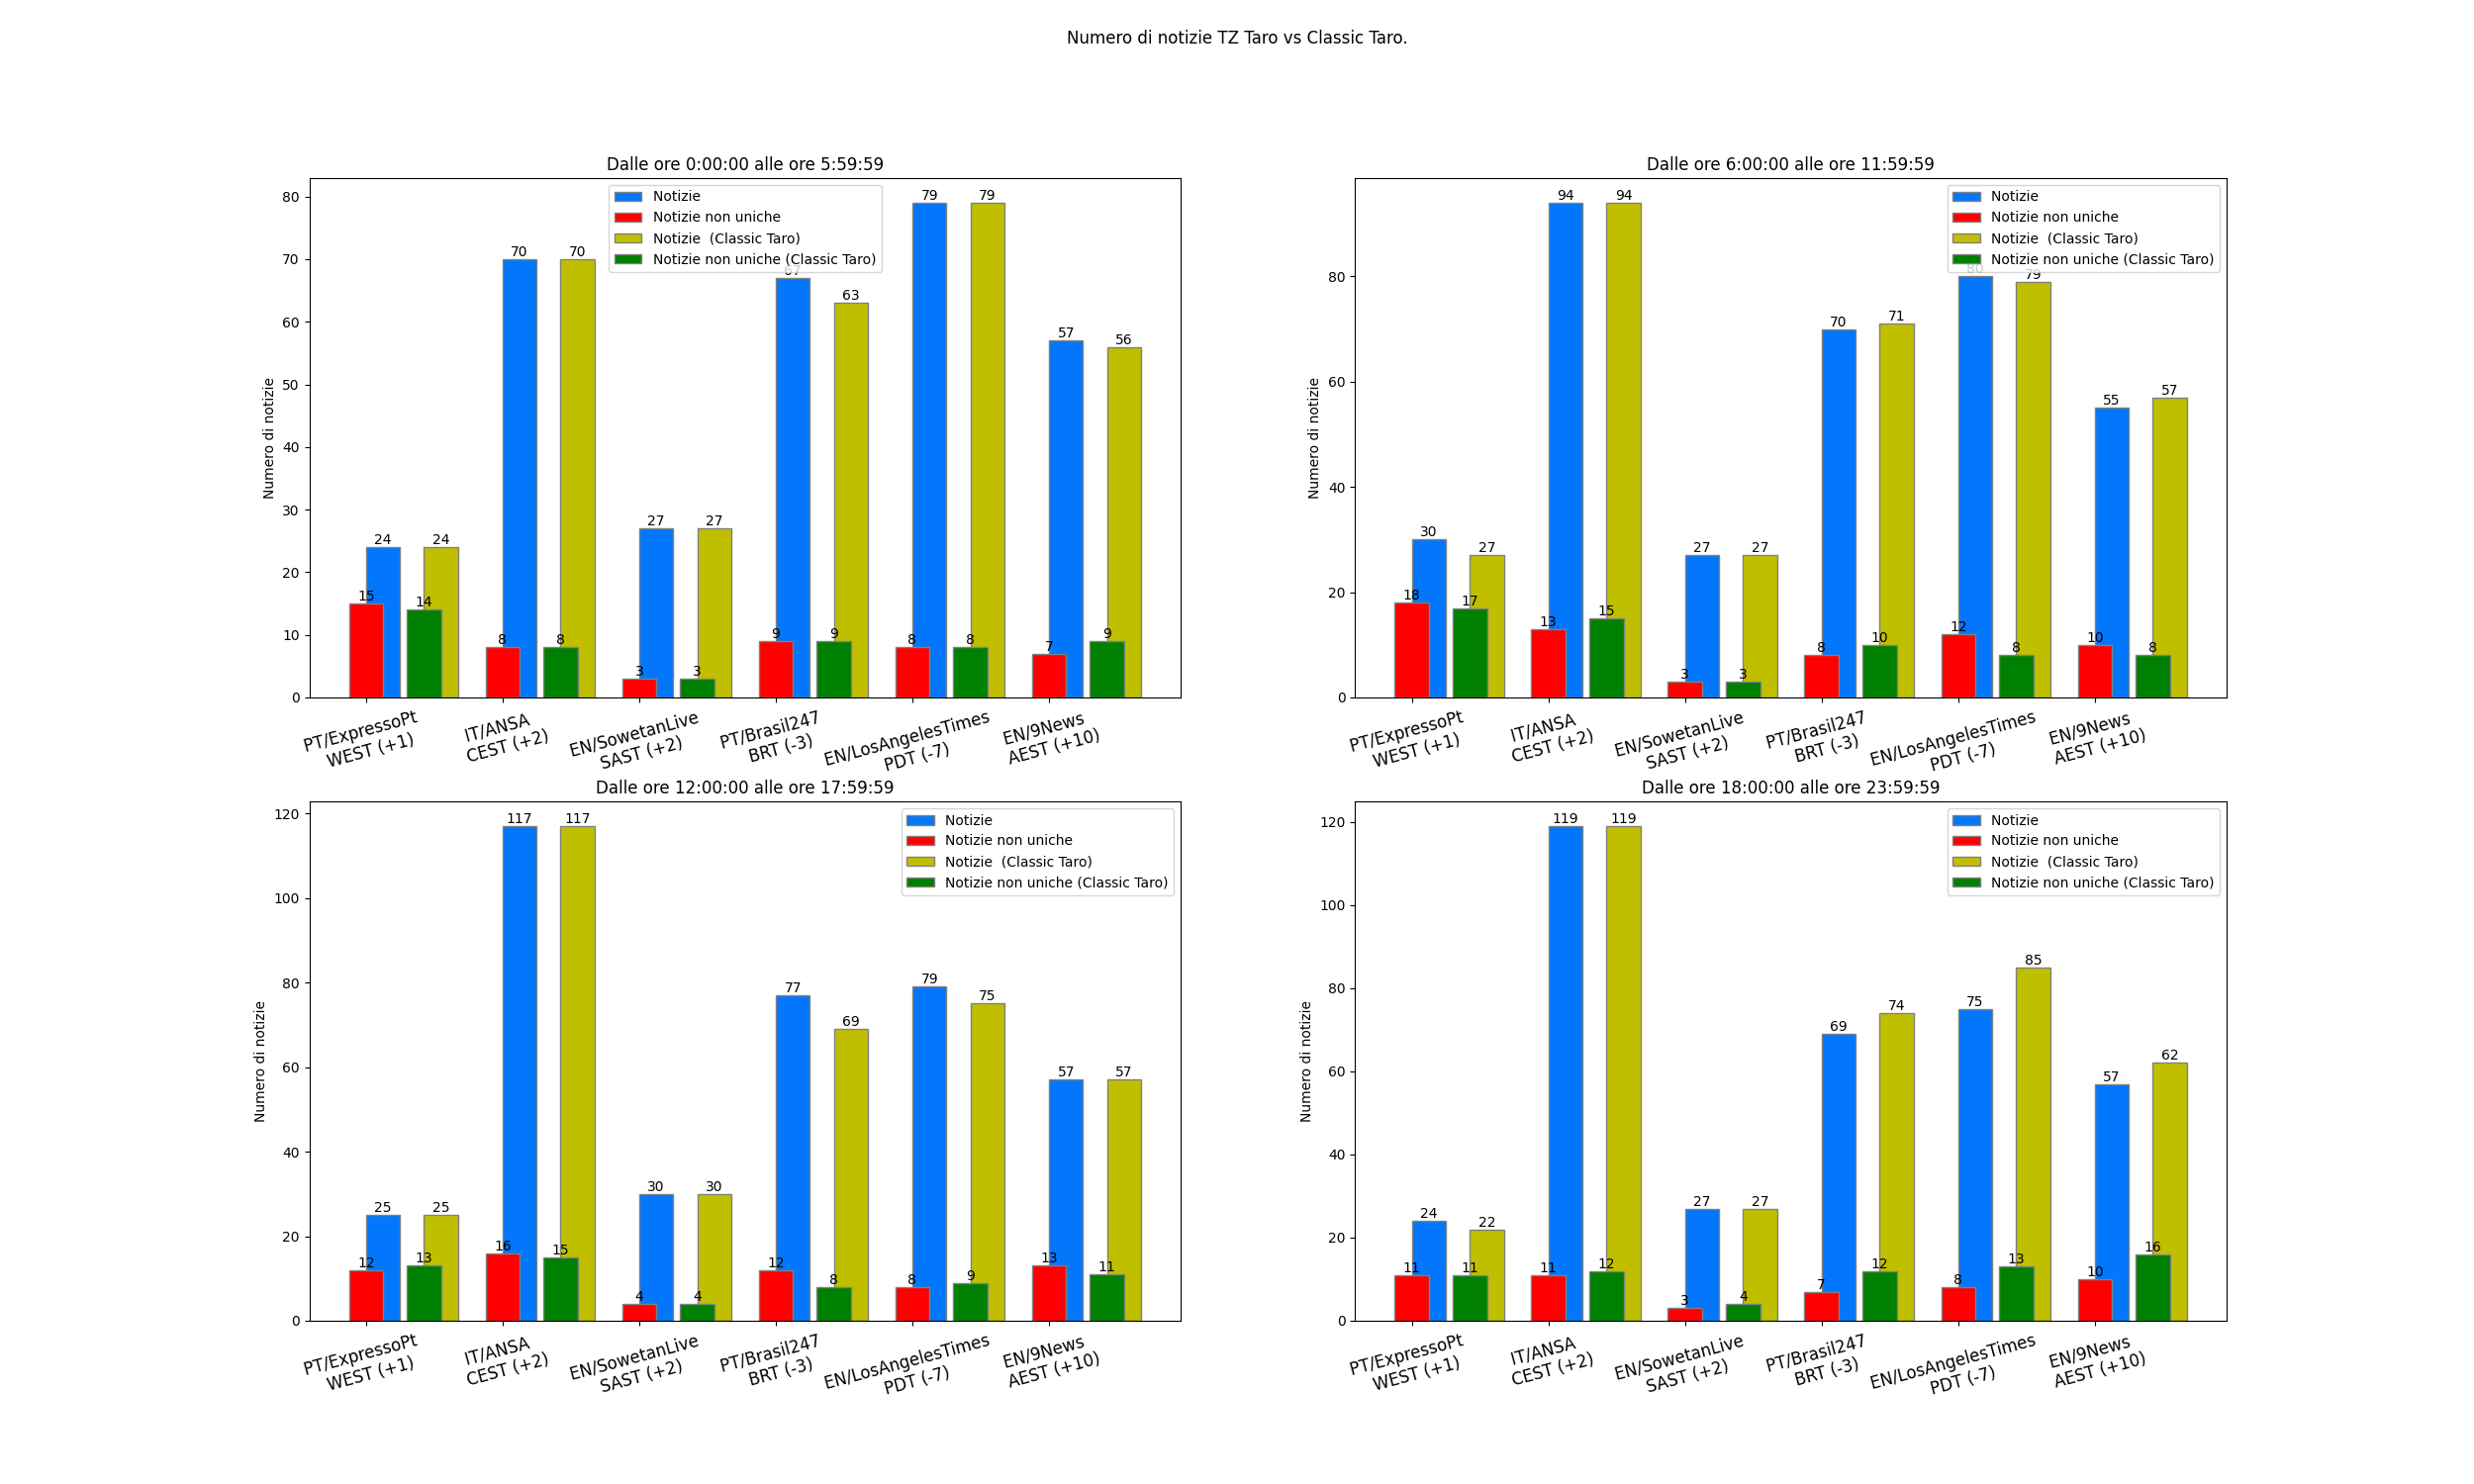 Numero di notizie TZ Taro vs Classic Taro.
Dalle ore 0:00:00 alle ore 5:59:59
Numero di notizie
80
70
60
50
40
30
20
10
0
Notizie
Notizie non uniche
Notizie (Classic Taro)
Notizie non uniche (Classic Taro)
24 70 27 67 79 57
15 8 3 9 8 7
24 70 27 63 79 56
14 8 3 9 8 9
PT/ExpressoPt
WEST (+1)
IT/ANSA
CEST (+2)
EN/SowetanLive
SAST (+2)
PT/Brasil247
BRT (-3)
EN/LosAngelesTimes
PDT (-7)
EN/9News
AEST (+10)
Dalle ore 6:00:00 alle ore 11:59:59
Numero di notizie
80
60
40
20
0
Notizie
Notizie non uniche
Notizie (Classic Taro)
Notizie non uniche (Classic Taro)
30 94 27 70 80 55
18 13 3 8 12 10
27 94 27 71 79 57
17 15 3 10 8 8
PT/ExpressoPt
WEST (+1)
IT/ANSA
CEST (+2)
EN/SowetanLive
SAST (+2)
PT/Brasil247
BRT (-3)
EN/LosAngelesTimes
PDT (-7)
EN/9News
AEST (+10)
Dalle ore 12:00:00 alle ore 17:59:59
Numero di notizie
120
100
80
60
40
20
0
Notizie
Notizie non uniche
Notizie (Classic Taro)
Notizie non uniche (Classic Taro)
25 117 30 77 79 57
12 16 4 12 8 13
25 117 30 69 75 57
13 15 4 8 9 11
PT/ExpressoPt
WEST (+1)
IT/ANSA
CEST (+2)
EN/SowetanLive
SAST (+2)
PT/Brasil247
BRT (-3)
EN/LosAngelesTimes
PDT (-7)
EN/9News
AEST (+10)
Dalle ore 18:00:00 alle ore 23:59:59
Numero di notizie
120
100
80
60
40
20
0
Notizie
Notizie non uniche
Notizie (Classic Taro)
Notizie non uniche (Classic Taro)
24 119 27 69 75 57
11 11 3 7 8 10
22 119 27 74 85 62
11 12 4 12 13 16
PT/ExpressoPt
WEST (+1)
IT/ANSA
CEST (+2)
EN/SowetanLive
SAST (+2)
PT/Brasil247
BRT (-3)
EN/LosAngelesTimes
PDT (-7)
EN/9News
AEST (+10)